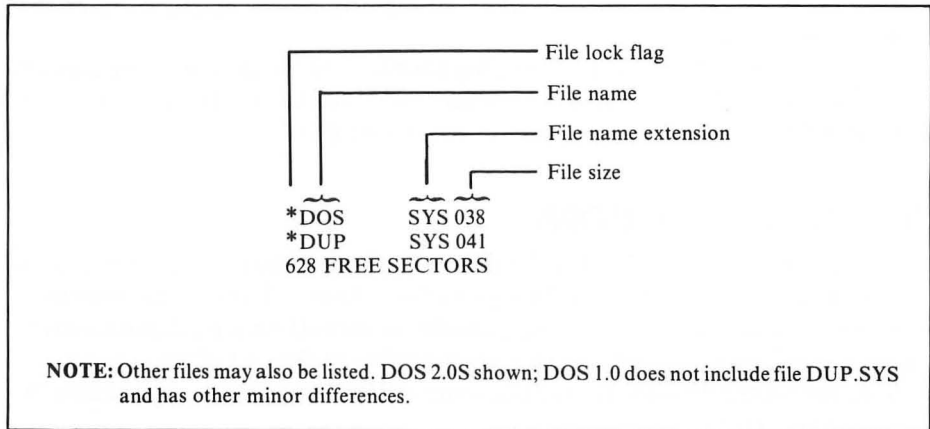 File lock flag
File name
File name extension
File size
*DOS SYS 038
*DUP SYS 041
628 FREE SECTORS
NOTE: Other files may also be listed. DOS 2.0S shown; DOS 1.0 does not include file DUP.SYS
and has other minor differences.